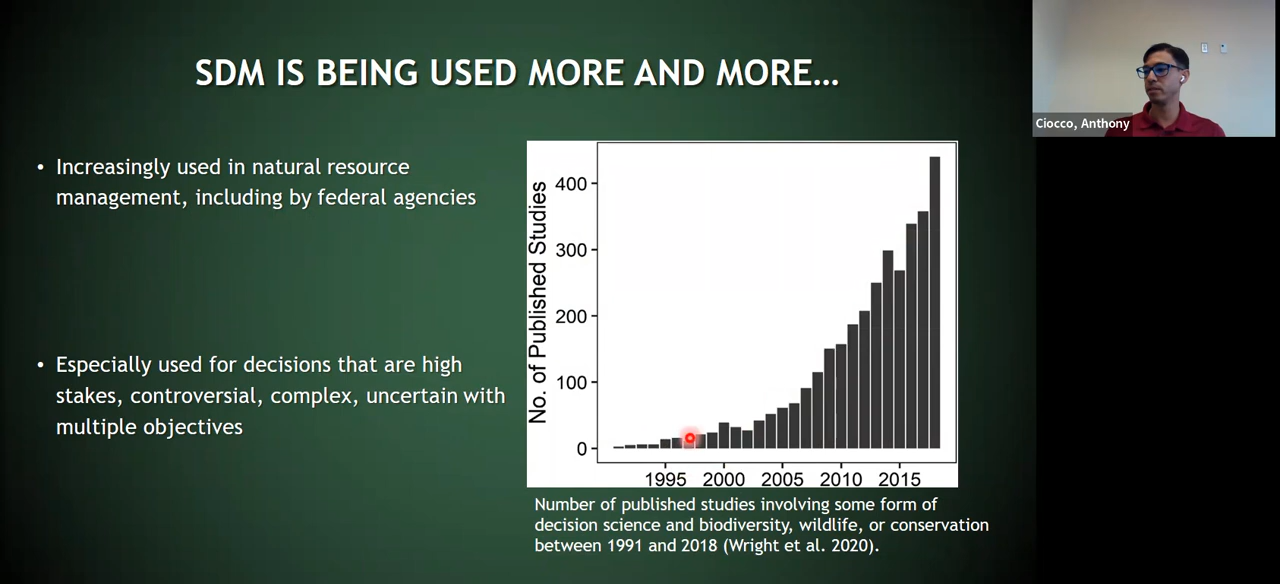 SDM IS BEING USED MORE AND MORE…
Ciocco, Anthony
• Increasingly used in natural resource
management, including by federal agencies
• Especially used for decisions that are high
stakes, controversial, complex, uncertain with
multiple objectives
No. of Published Studies
400
300
200
100
0
1995 2000 2005 2010 2015
Number of published studies involving some form of
decision science and biodiversity, wildlife, or conservation
between 1991 and 2018 (Wright et al. 2020).